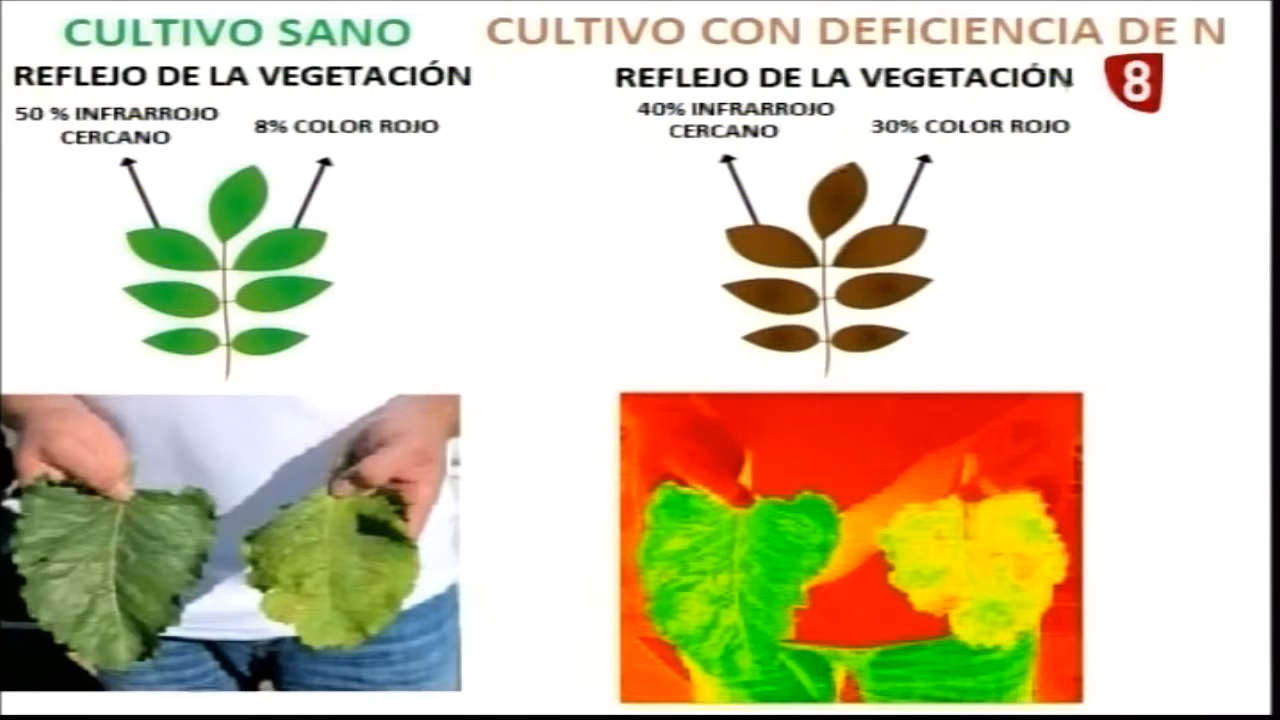 CULTIVO SANO
REFLEJO DE LA VEGETACIÓN
50 % INFRARROJO
CERCANO
8% COLOR ROJO
CULTIVO CON DEFICIENCIA DE N
REFLEJO DE LA VEGETACIÓN
40% INFRARROJO
CERCANO
30% COLOR ROJO
8